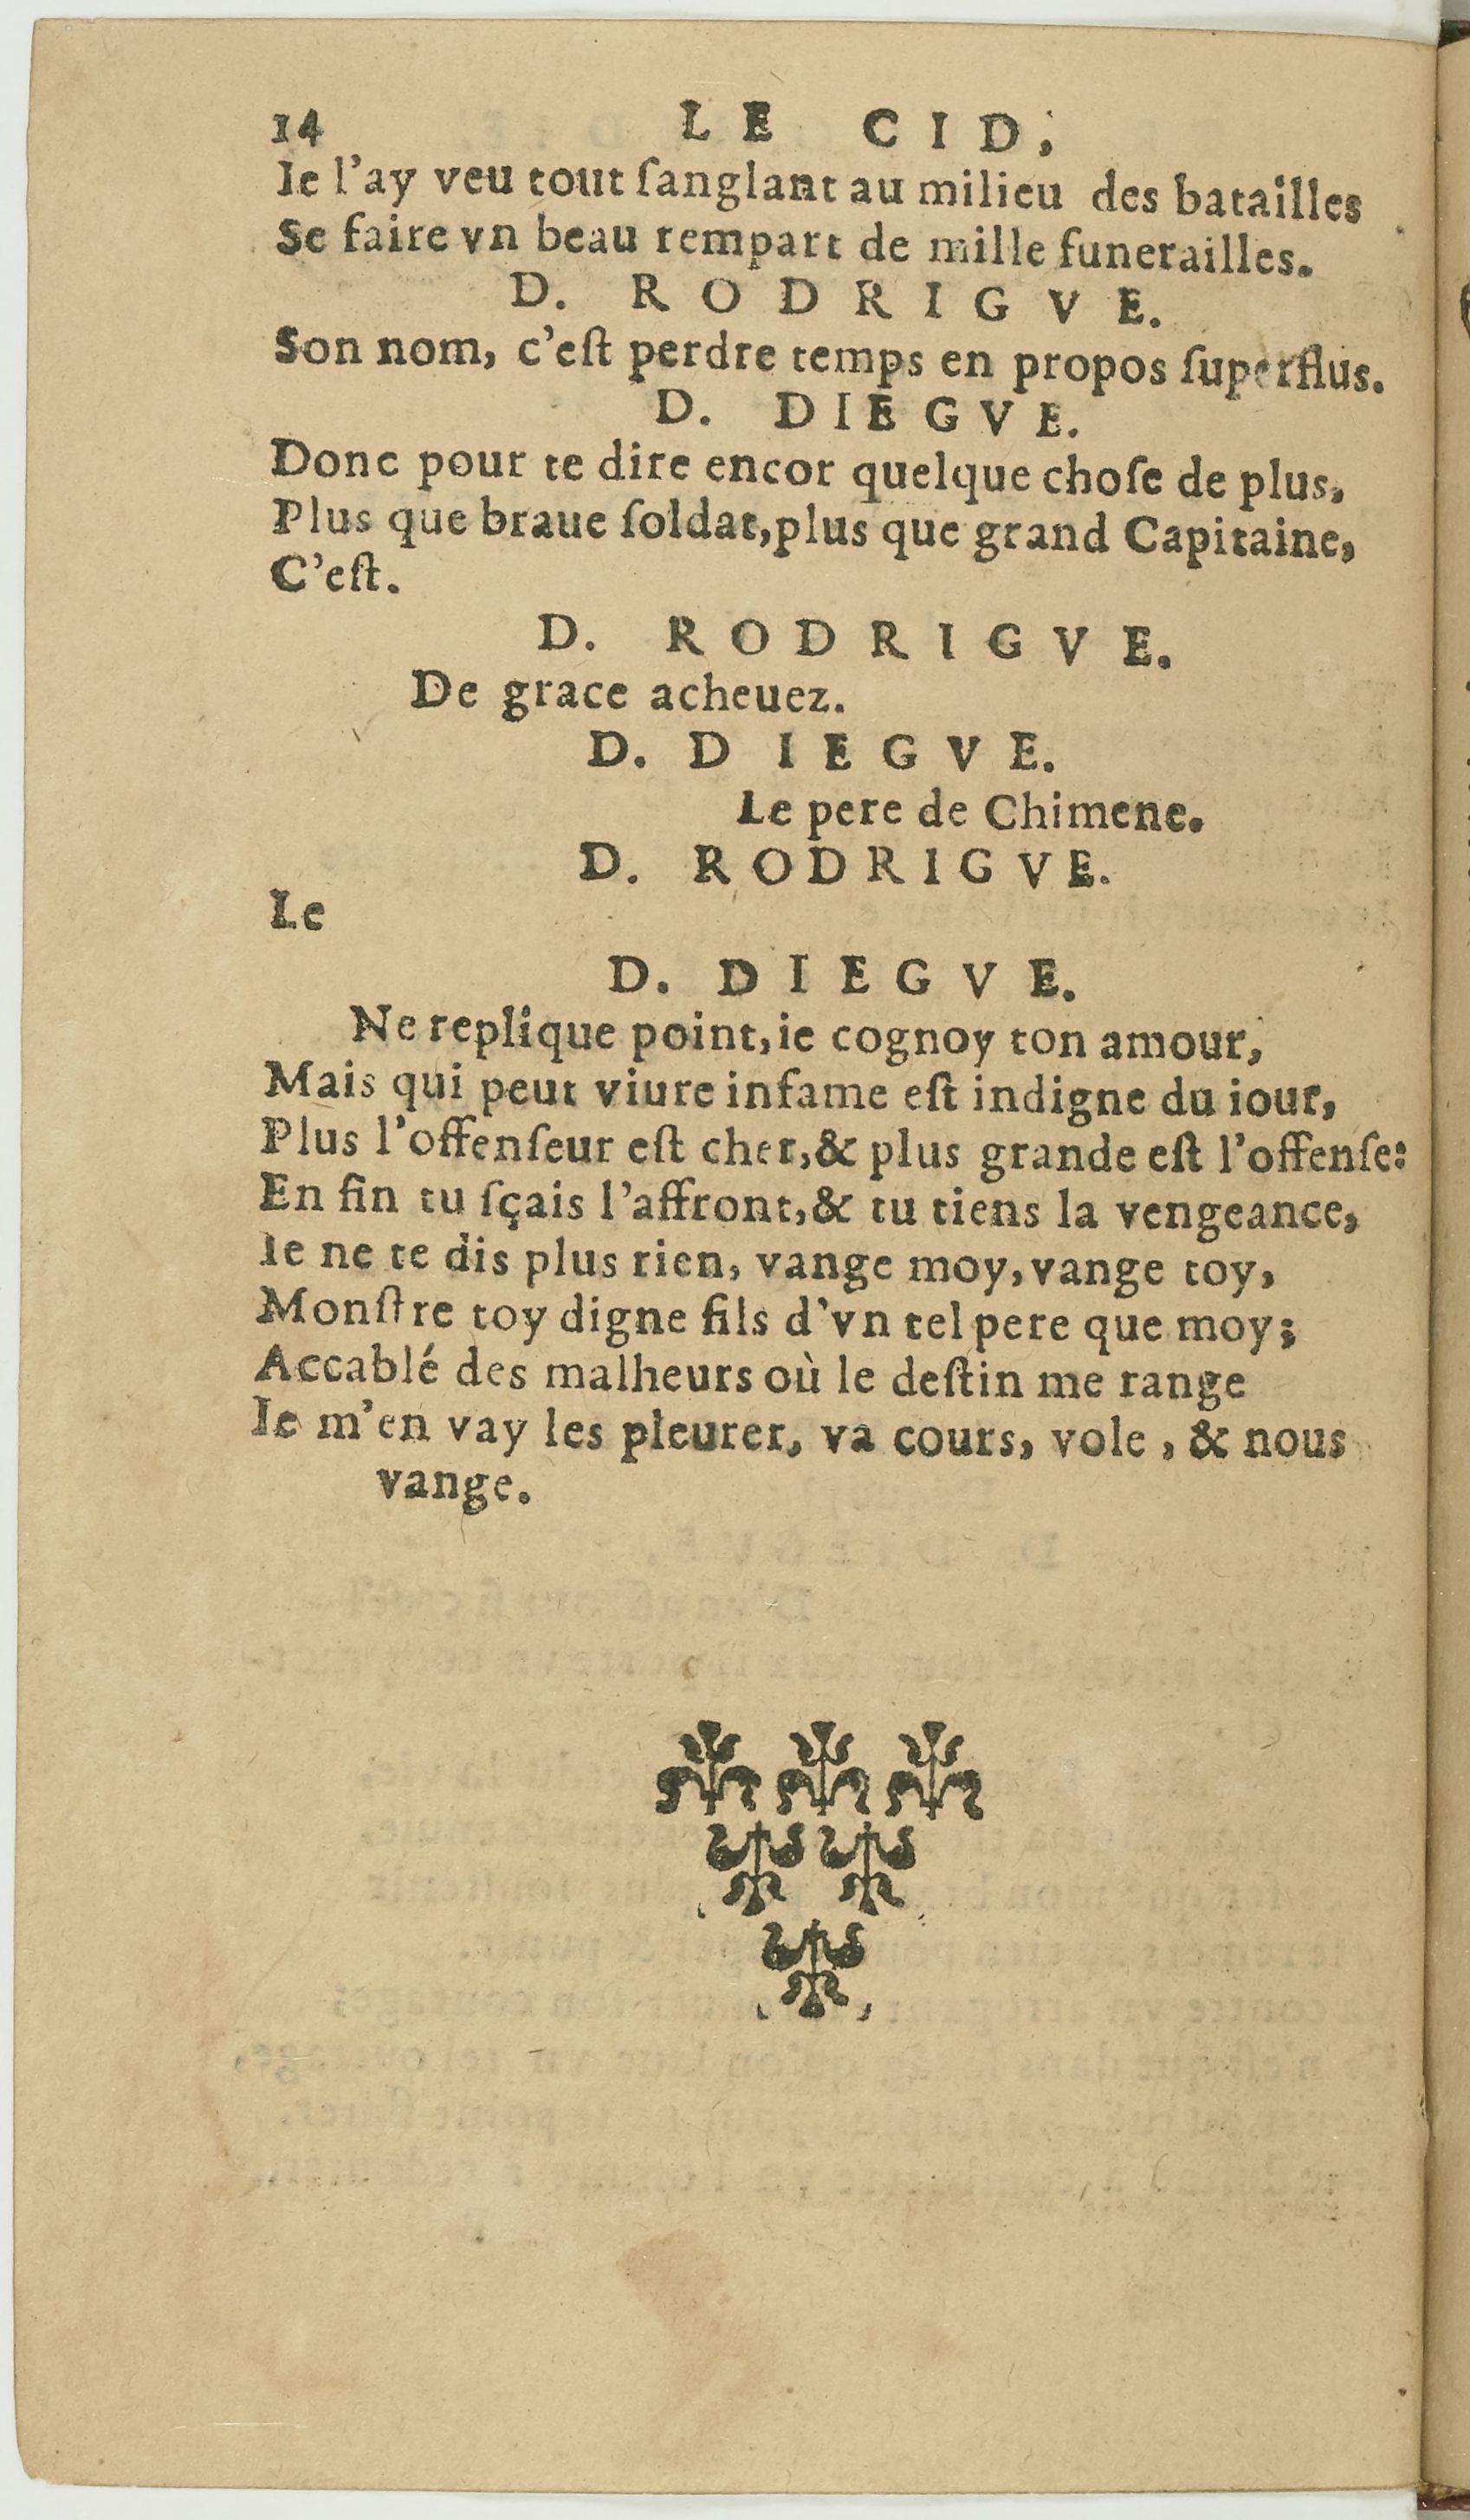 14 LE CID,
Ie l'ay veu tout ſanglant au milieu des batailles
Se faire vn beau rempart de mille funerailles.
D. RODRIGVE.
Son nom, c'eſt perdre temps en propos ſuperflus.
D. DIEGVE.
Donc pour te dire encor quelque choſe de plus,
Plus que braue ſoldat, plus que grand Capitaine,
C'eſt.
D. RODRIGVE.
De grace acheuez.
D. DIEGVE.
Le pere de Chimene.
D. RODRIGVE.
Le
D. DIEGVE.
Ne replique point, ie cognoy ton amour,
Mais qui peut viure infame eſt indigne du iour,
Plus l'offenſeur eſt cher, & plus grande eſt l'offenſe:
En fin tu ſçais l'affront, & tu tiens la vengeance,
Ie ne te dis plus rien, vange moy, vange toy,
Monſtre toy digne fils d'vn tel pere que moy;
Accablé des malheurs où le deſtin me range
Ie m'en vay les pleurer, va cours, vole, & nous
vange.